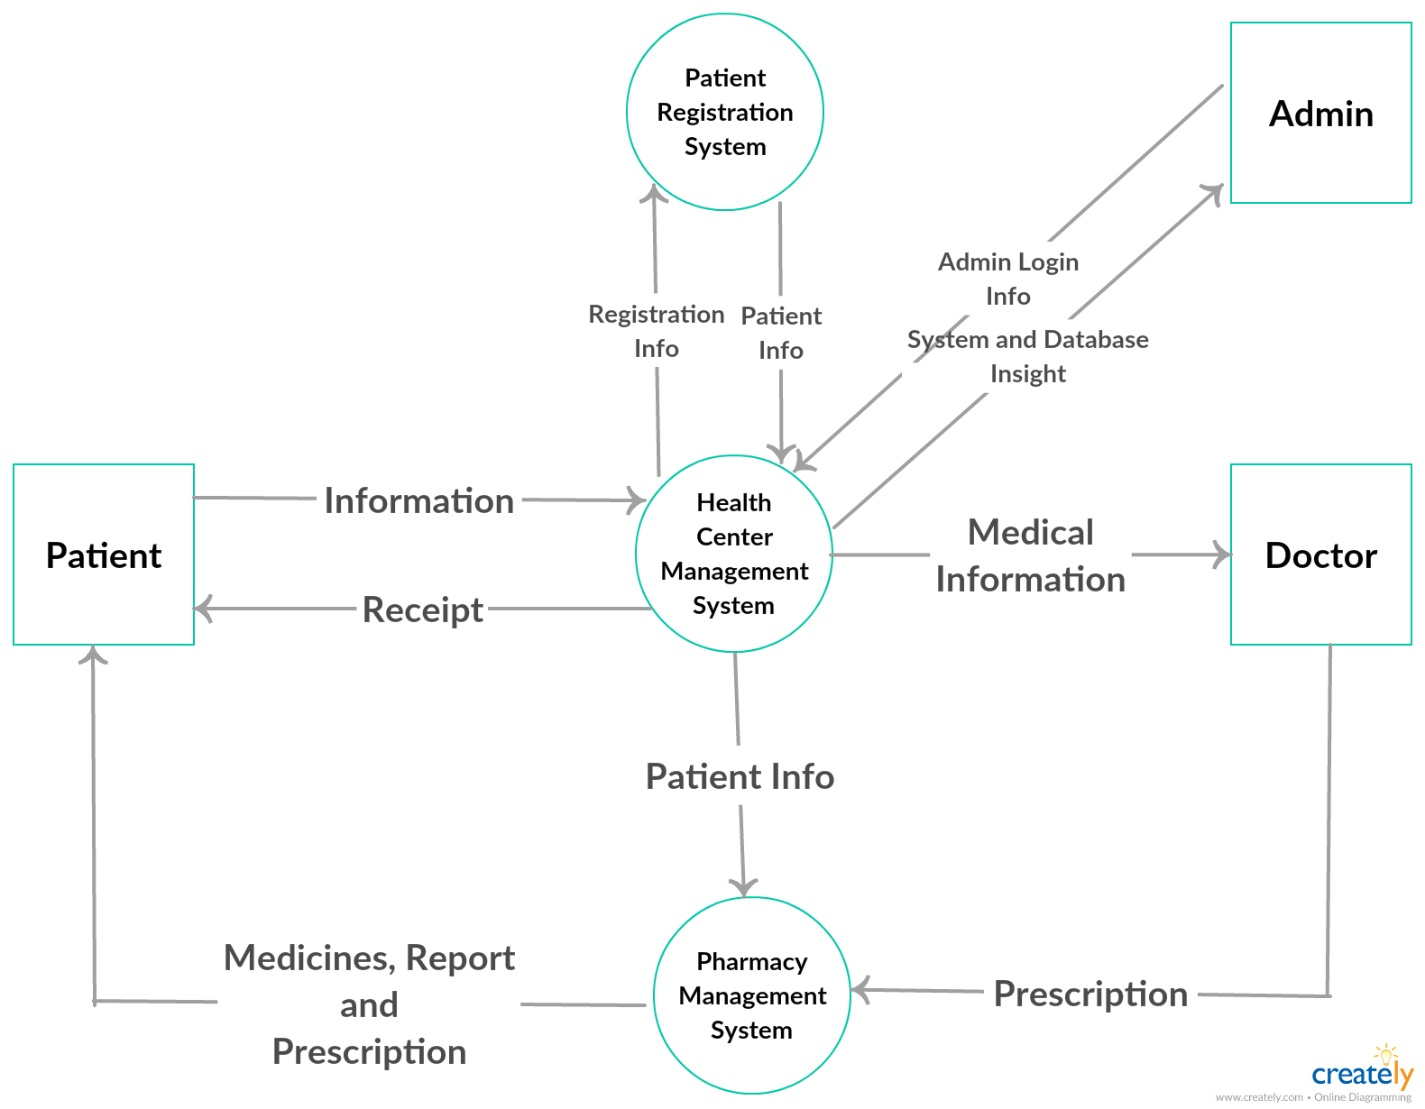 Patient
Registration
System
Admin
Admin Login
Info
Registration
Info
Patient
Info
System and Database
Insight
Information
Health
Center
Management
System
Medical
Information
Patient
Doctor
Receipt
Patient Info
Medicines, Report
and
Prescription
Pharmacy
Management
System
Prescription
creately
www.creately.com • Online Diagramming